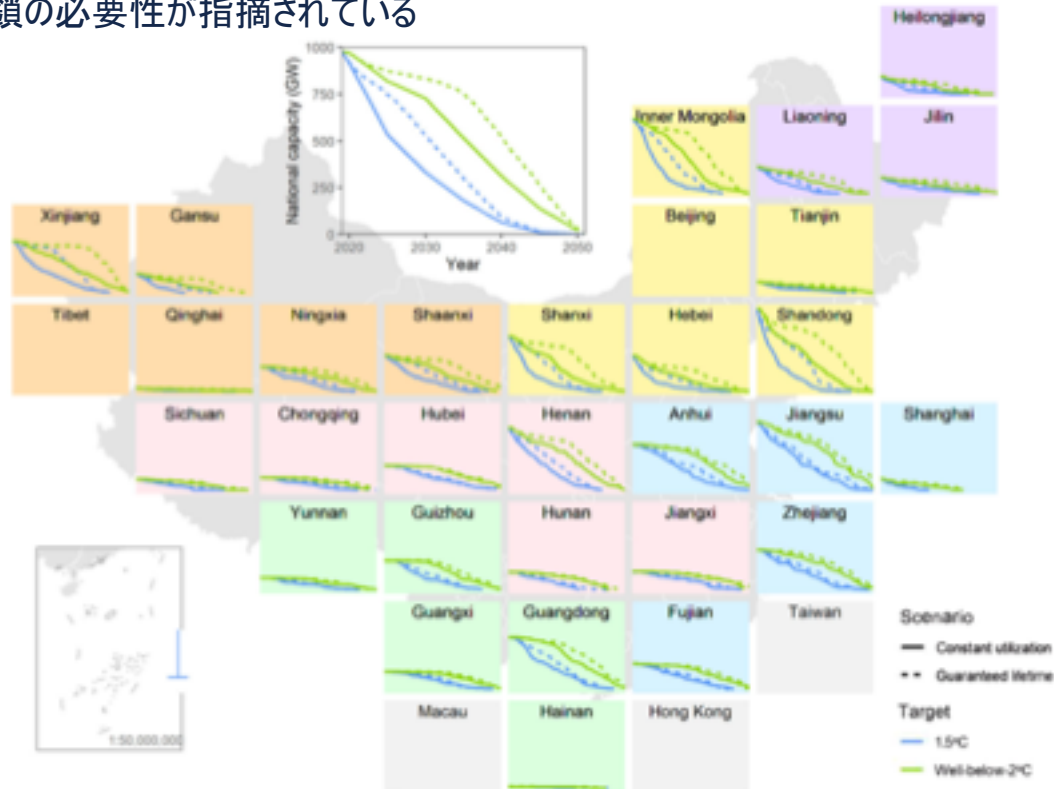 の必要性が指摘されている
Heilongjiang
1000
750
500
250
0
National capacity (GW)
2020
2030
2040
2050
Year
Inner Mongolia
Liaoning
Jilin
Xinjiang
Gansu
Beijing
Tianjin
Tibet
Qinghai
Ningxia
Shaanxi
Shanxi
Hebei
Shandong
Sichuan
Chongqing
Hubei
Henan
Anhui
Jiangsu
Shanghai
Yunnan
Guizhou
Hunan
Jiangxi
Zhejiang
Guangxi
Guangdong
Fujian
Taiwan
Macau
Hainan
Hong Kong
1:50.000.000
Scenario
Constant utilization
Guaranteed lifetime
Target
1.5ºC
Well-below-2ºC